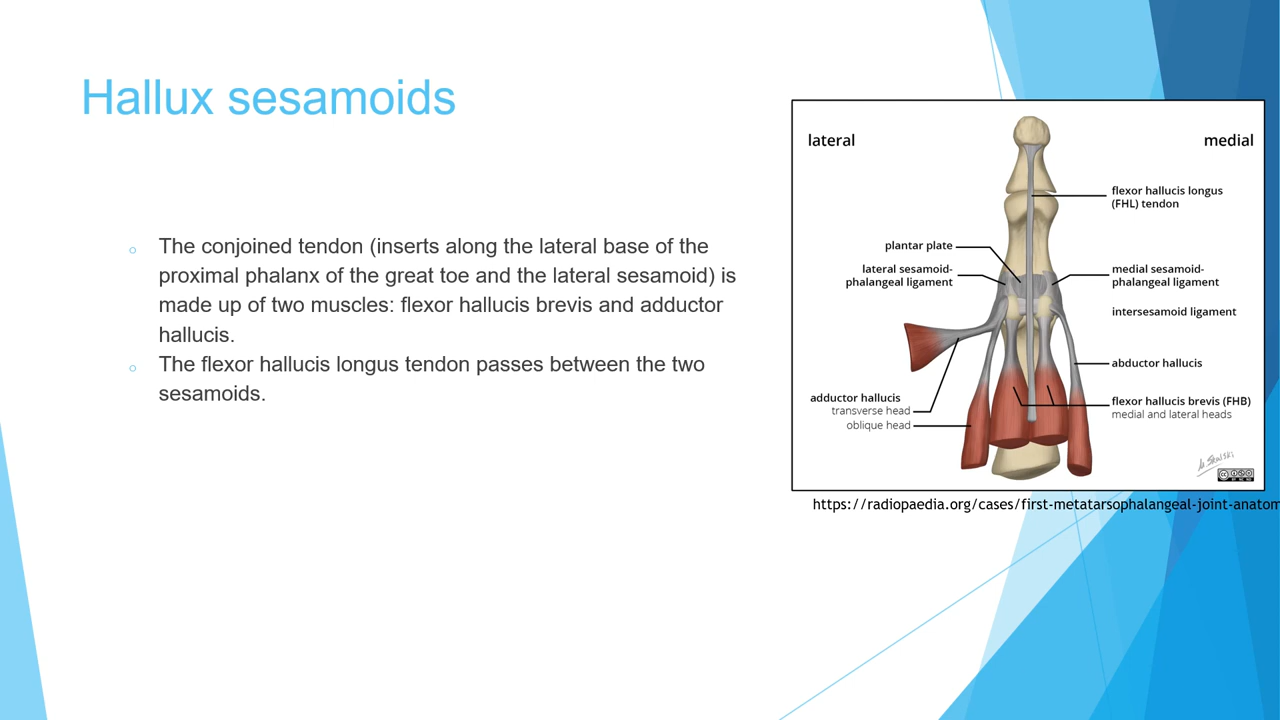 Hallux sesamoids
The conjoined tendon (inserts along the lateral base of the
proximal phalanx of the great toe and the lateral sesamoid) is
made up of two muscles: flexor hallucis brevis and adductor
hallucis.
The flexor hallucis longus tendon passes between the two
sesamoids.
lateral
medial
flexor hallucis longus
(FHL) tendon
plantar plate
lateral sesamoid-
phalangeal ligament
medial sesamoid-
phalangeal ligament
intersesamoid ligament
abductor hallucis
adductor hallucis
transverse head
oblique head
flexor hallucis brevis (FHB)
medial and lateral heads
https://radiopaedia.org/cases/first-metatarsophalangeal-joint-anatom